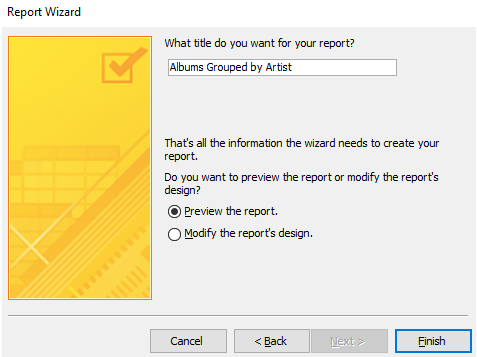 Report Wizard
What title do you want for your report?
Albums Grouped by Artist
That's all the information the wizard needs to create your
report.
Do you want to preview the report or modify the report's
design?
Preview the report.
Modify the report's design.
Cancel
< Back
Next >
Finish